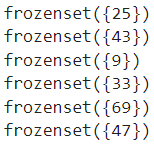 frozenset({25})
frozenset({43})
frozenset({9})
frozenset({33})
frozenset({69})
frozenset({47})